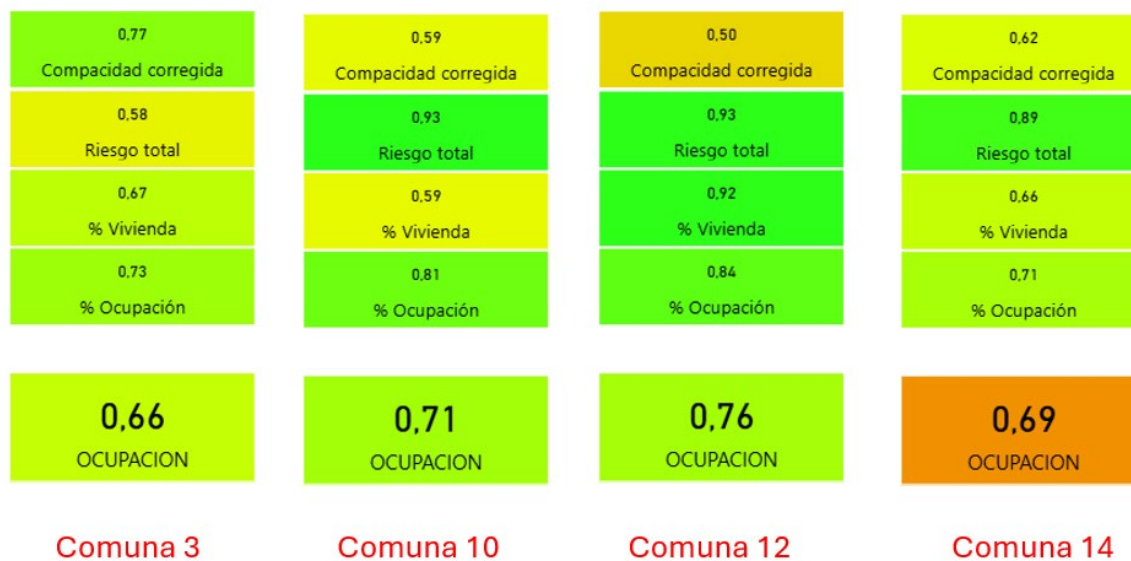 0,77
Compacidad corregida
0,58
Riesgo total
0,67
% Vivienda
0,73
% Ocupación
0,66
OCUPACION
Comuna 3
0,59
Compacidad corregida
0,93
Riesgo total
0,59
% Vivienda
0,81
% Ocupación
0,71
OCUPACION
Comuna 10
0,50
Compacidad corregida
0,93
Riesgo total
0,92
% Vivienda
0,84
% Ocupación
0,76
OCUPACION
Comuna 12
0,62
Compacidad corregida
0,89
Riesgo total
0,66
% Vivienda
0,71
% Ocupación
0,69
OCUPACION
Comuna 14